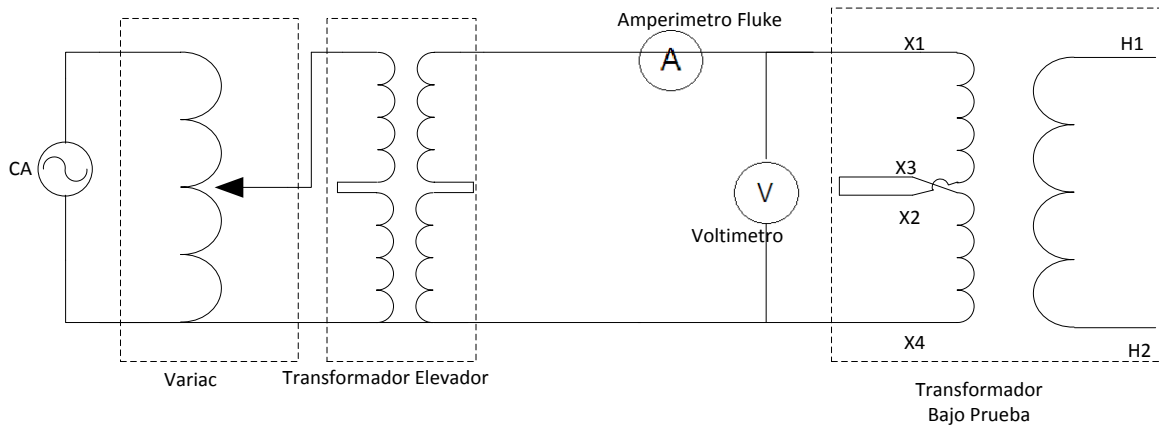 Amperimetro Fluke
A
X1
H1
CA
X3
V
X2
Voltimetro
X4
H2
Variac
Transformador Elevador
Transformador
Bajo Prueba